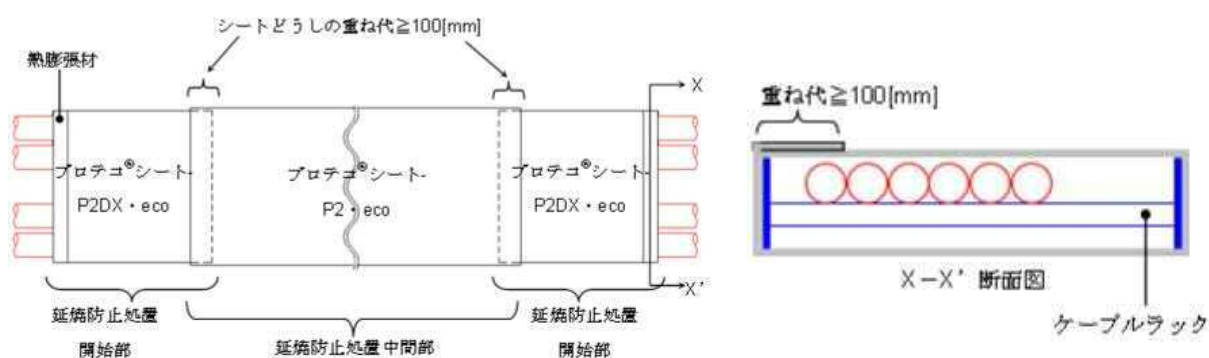 シートどうしの重ね代≧100[mm]
熱膨張材
X
プロテコ®シート-
P2DX・eco
プロテコ®シート-
P2・eco
プロテコ®シート-
P2DX・eco
X'
延焼防止処置
開始部
延焼防止処置中間部
延焼防止処置
開始部
重ね代≧100[mm]
X-X' 断面図
ケーブルラック